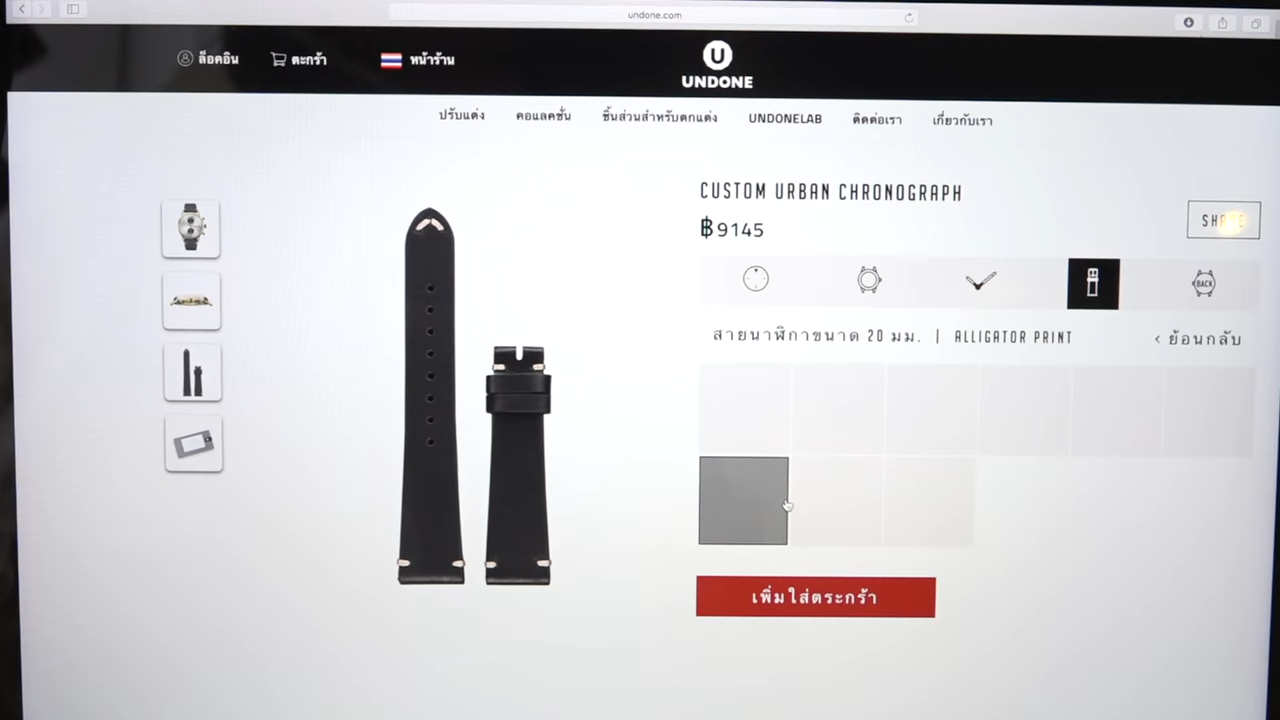 undone.com
ล็อคอิน ตะกร้า หน้าร้าน
U
UNDONE
ปรับแต่ง คอแลคชั่น ชิ้นส่วนสำหรับตกแต่ง UNDONELAB ติดต่อเรา เกี่ยวกับเรา
CUSTOM URBAN CHRONOGRAPH
฿9145
BACK
สายนาฬิกาขนาด 20 มม. | ALLIGATOR PRINT
< ย้อนกลับ
เพิ่มใส่ตระกร้า